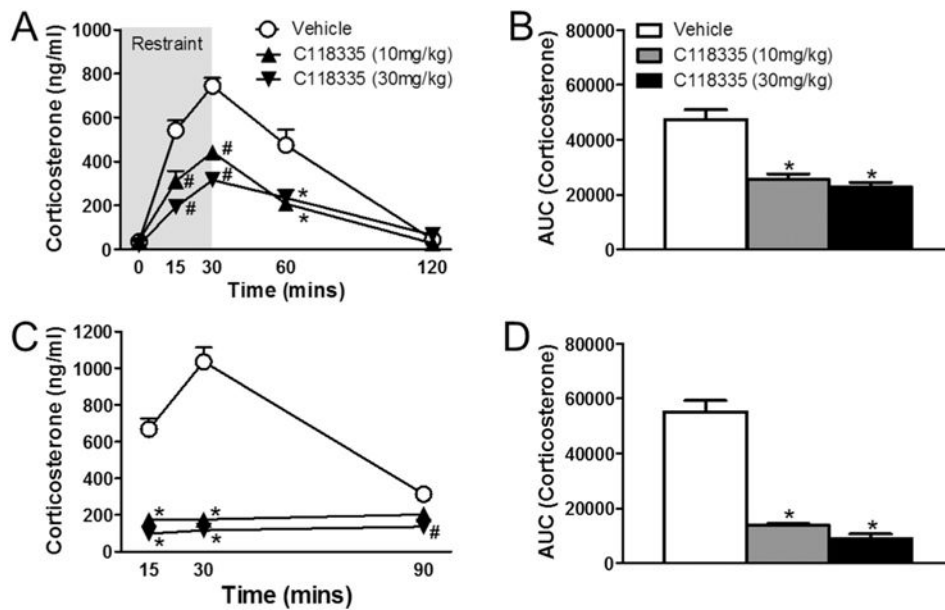 A
Corticosterone (ng/ml)
1000
800
600
400
200
0
Restraint
Vehicle
C118335 (10mg/kg)
C118335 (30mg/kg)
#
#
#
#
*
*
0
15
30
60
120
Time (mins)
B
AUC (Corticosterone)
80000
60000
40000
20000
0
Vehicle
C118335 (10mg/kg)
C118335 (30mg/kg)
*
*
C
Corticosterone (ng/ml)
1200
1000
800
600
400
200
0
*
*
*
*
#
15
30
90
Time (mins)
D
AUC (Corticosterone)
80000
60000
40000
20000
0
*
*